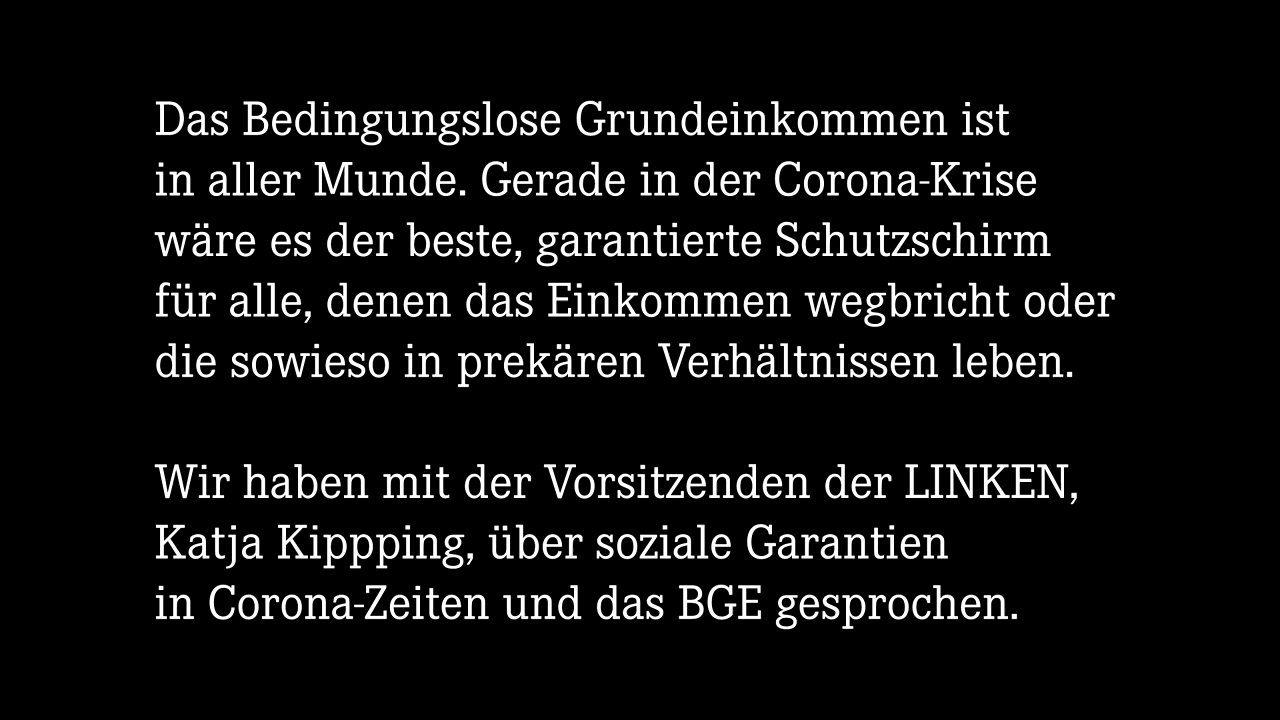 Das Bedingungslose Grundeinkommen ist
in aller Munde. Gerade in der Corona-Krise
wäre es der beste, garantierte Schutzschirm
für alle, denen das Einkommen wegbricht oder
die sowieso in prekären Verhältnissen leben.
Wir haben mit der Vorsitzenden der LINKEN,
Katja Kippping, über soziale Garantien
in Corona-Zeiten und das BGE gesprochen.